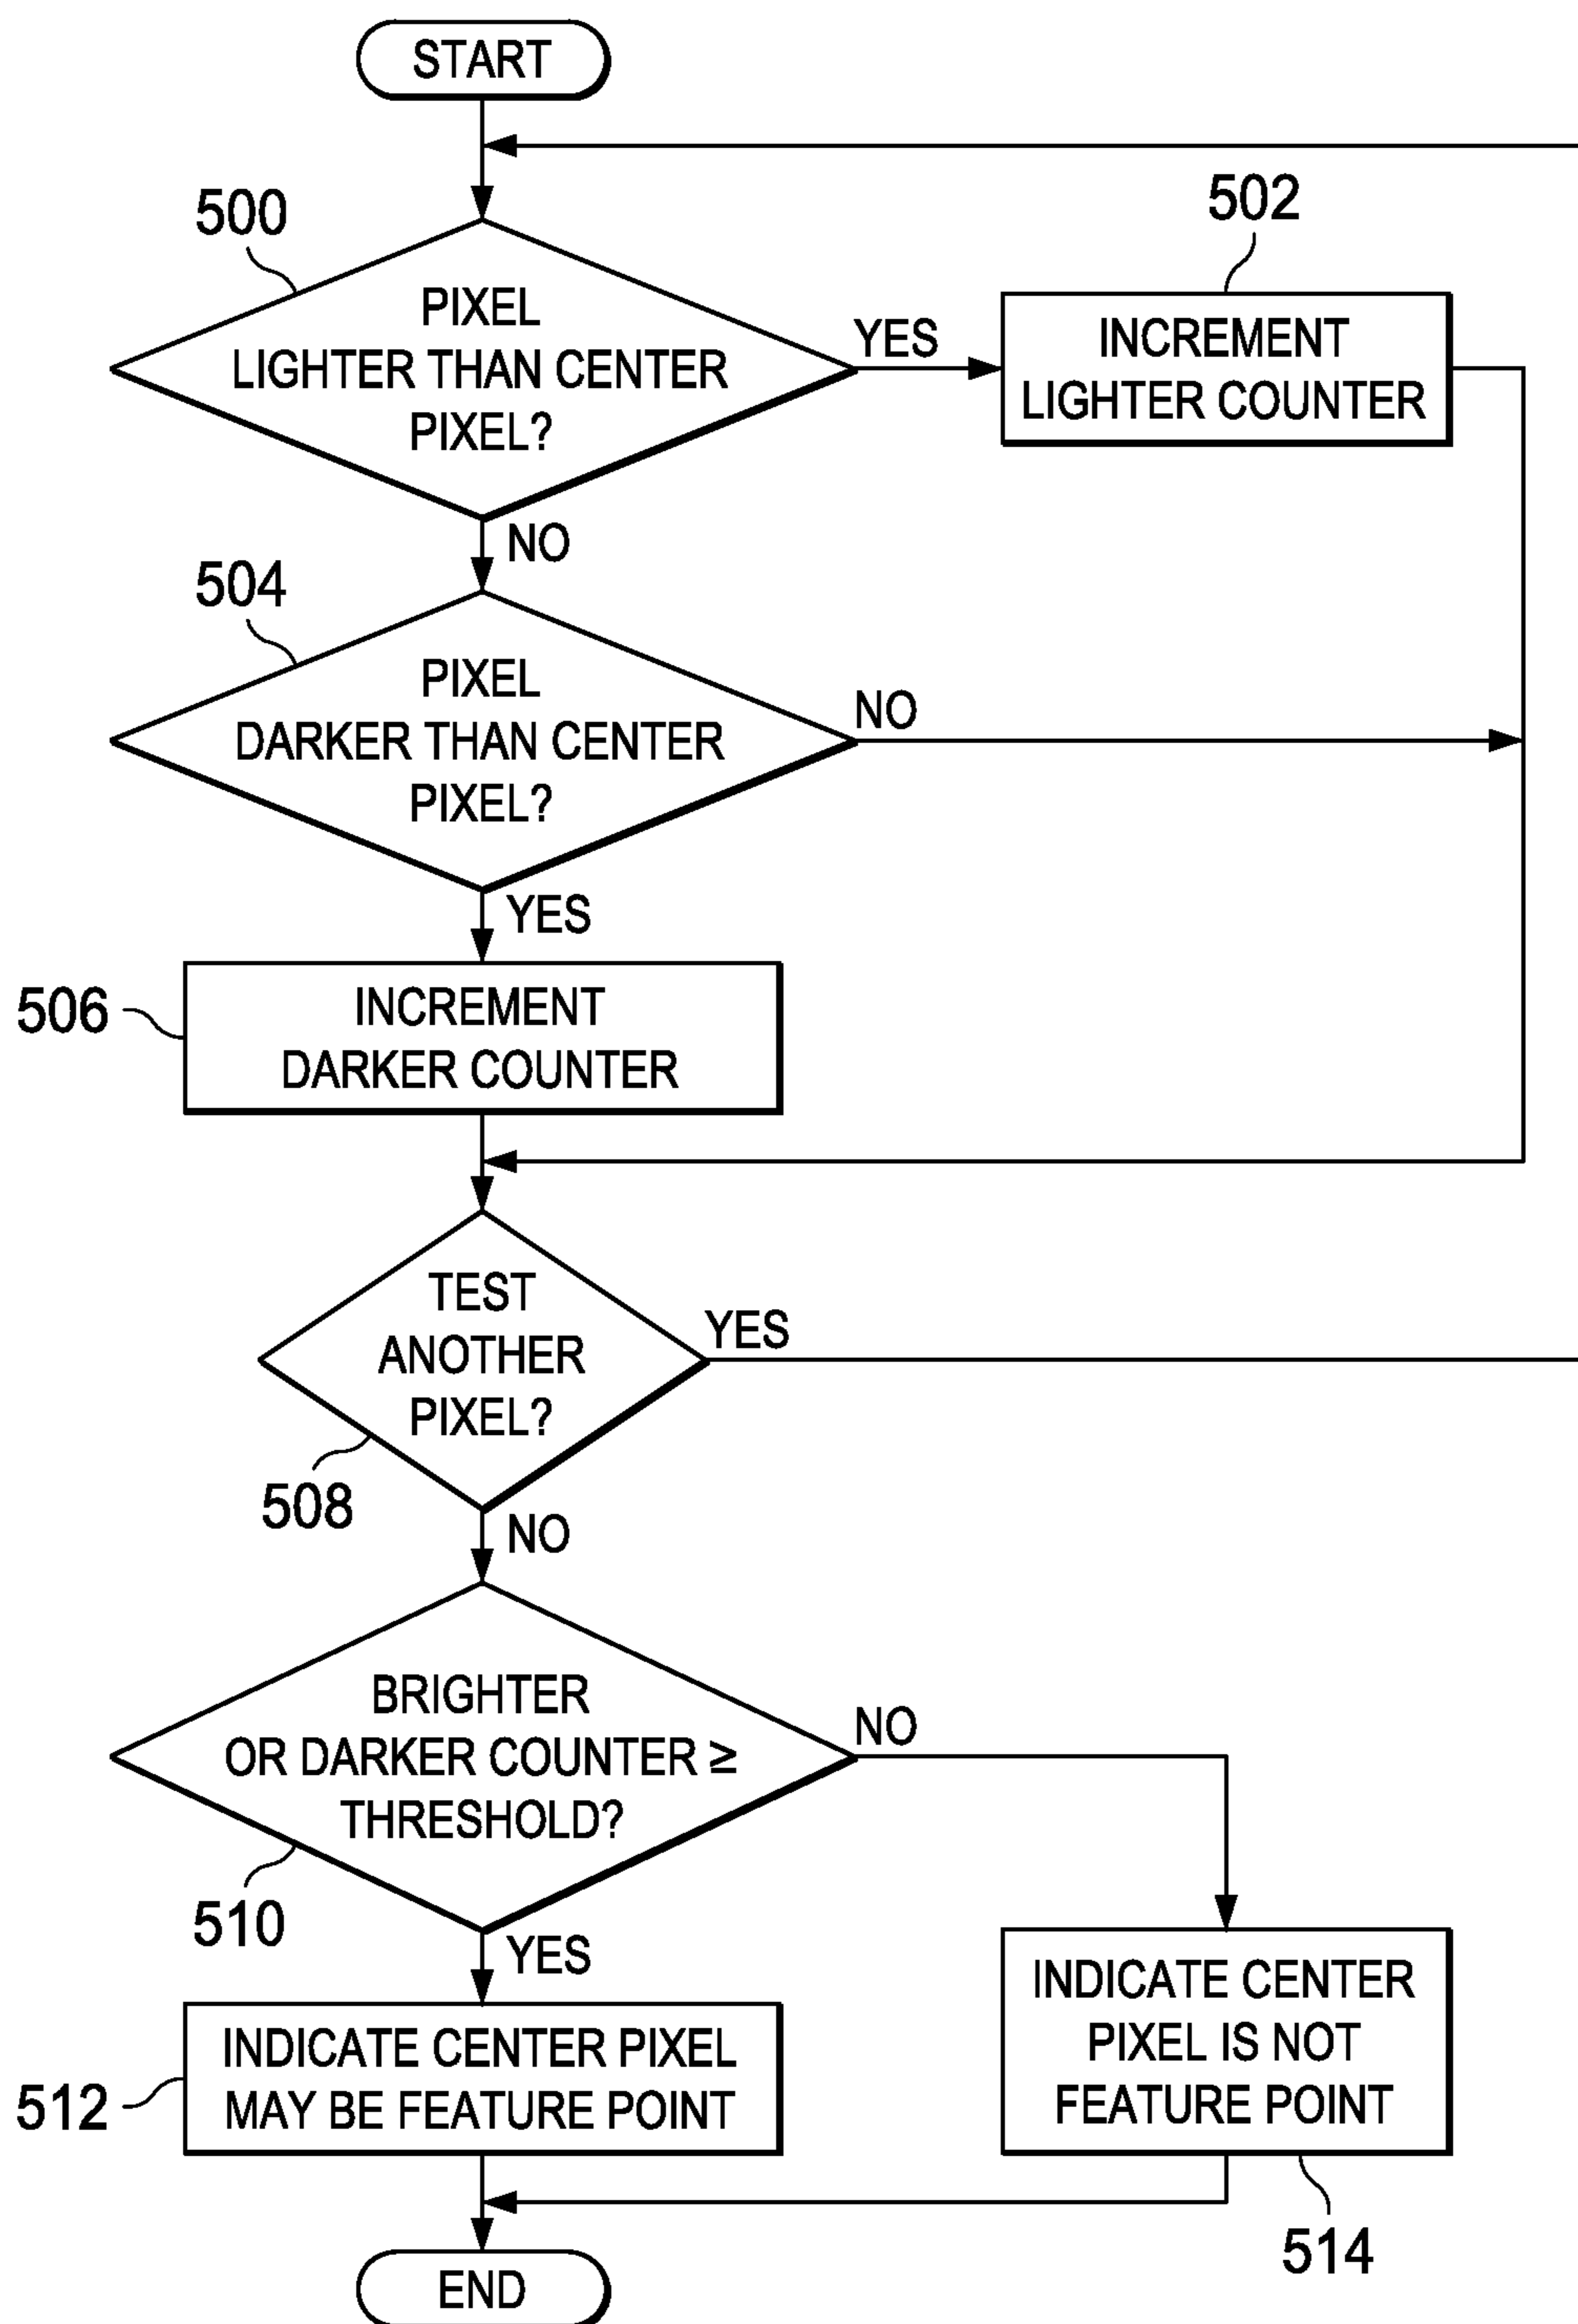 START
500
PIXEL
LIGHTER THAN CENTER
PIXEL?
YES
502
INCREMENT
LIGHTER COUNTER
NO
504
PIXEL
DARKER THAN CENTER
PIXEL?
NO
YES
506
INCREMENT
DARKER COUNTER
TEST
ANOTHER
PIXEL?
YES
508
NO
BRIGHTER
OR DARKER COUNTER ≥
THRESHOLD?
NO
510
YES
INDICATE CENTER PIXEL
MAY BE FEATURE POINT
512
INDICATE CENTER
PIXEL IS NOT
FEATURE POINT
514
END